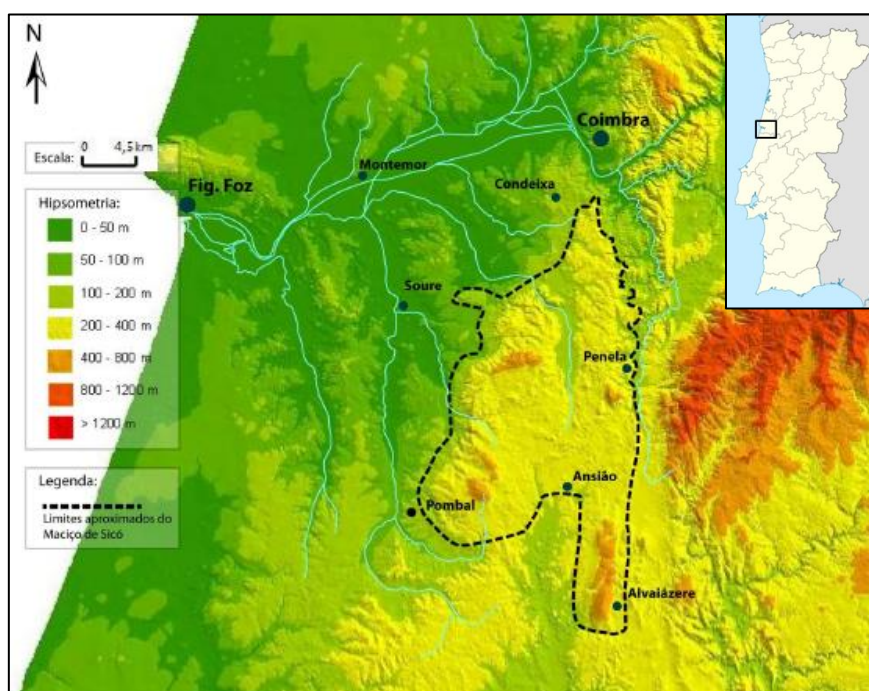 N
Escala: 0 4,5 km
Coimbra
Montemor
Condeixa
Fig. Foz
Hipsometria:
0 - 50 m
50 - 100 m
100 - 200 m
200 - 400 m
400 - 800 m
800 - 1200 m
> 1200 m
Soure
Penela
Legenda:
Limites aproximados do
Maciço de Sicó
Ansião
Pombal
Alvaiázere